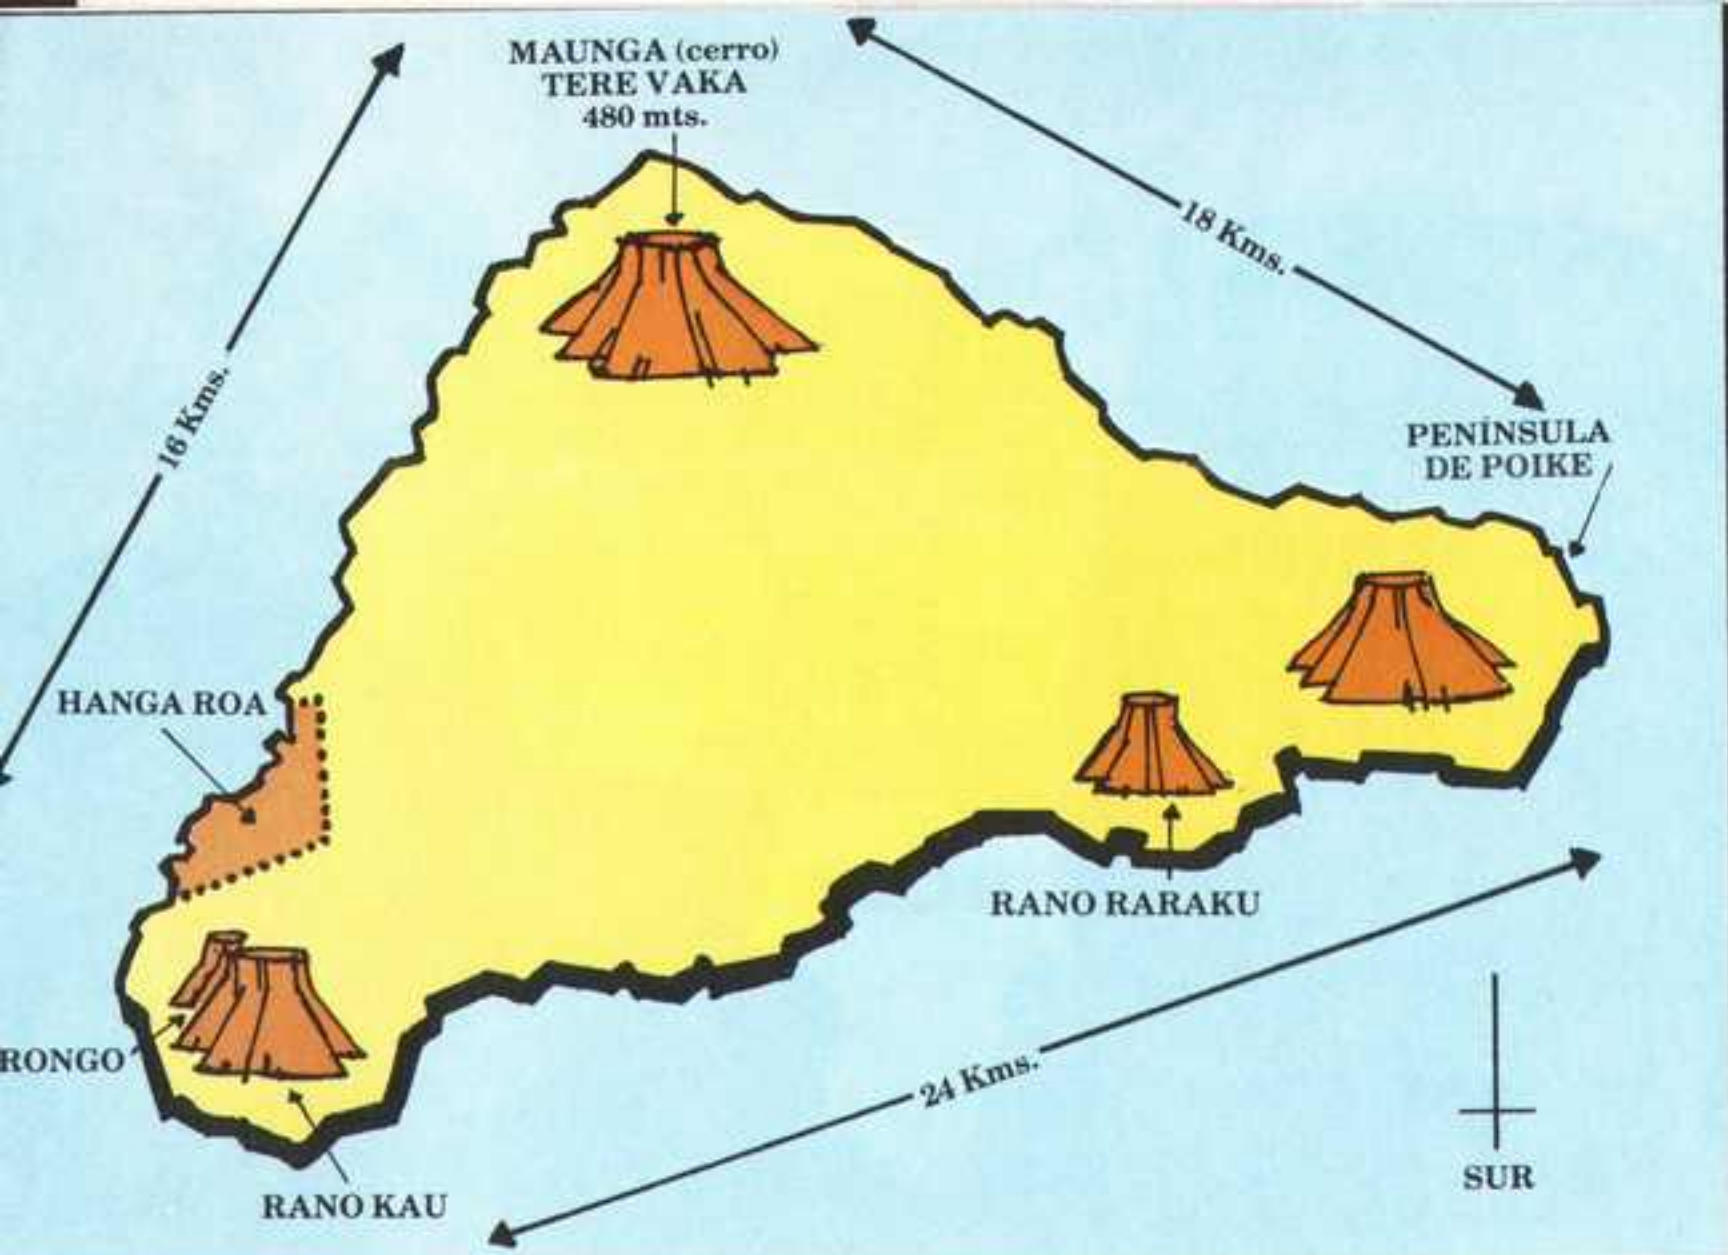 MAUNGA (cerro)
TERE VAKA
480 mts.
18 Kms.
16 Kms.
PENÍNSULA
DE POIKE
HANGA ROA
RANO RARAKU
RONGO
24 Kms.
SUR
RANO KAU